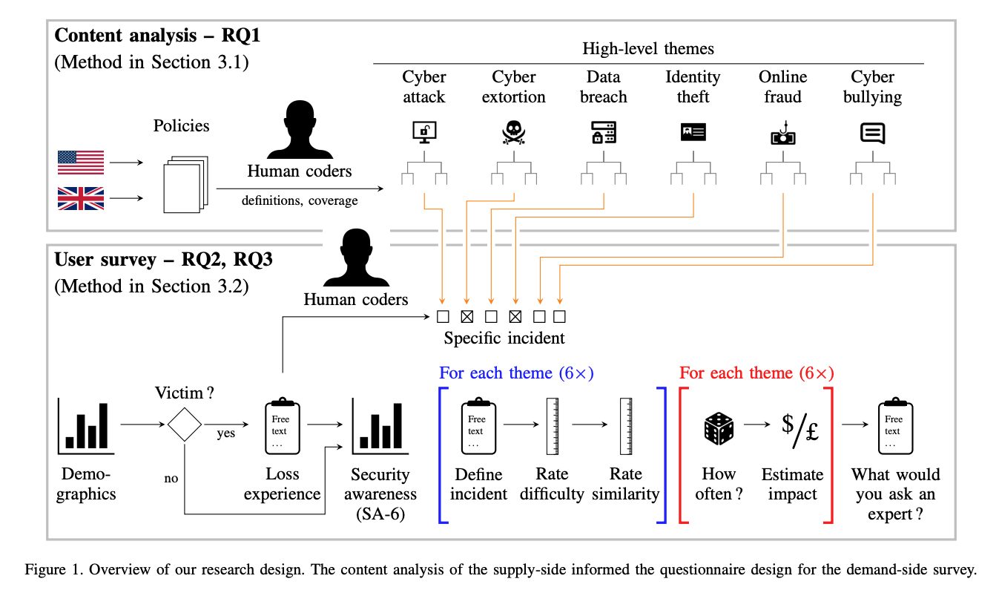 Content analysis – RQ1
(Method in Section 3.1)
High-level themes
Cyber
attack
Cyber
extortion
Data
breach
Identity
theft
Online
fraud
Cyber
bullying
Policies
Human coders
definitions, coverage
User survey – RQ2, RQ3
(Method in Section 3.2)
Human coders
Specific incident
For each theme (6×)
For each theme (6×)
Victim ?
yes
no
Free
text
...
Free
text
...
$/£
Free
text
...
Demo-
graphics
Loss
experience
Security
awareness
(SA-6)
Define
incident
Rate
difficulty
Rate
similarity
How
often ?
Estimate
impact
What would
you ask an
expert ?
Figure 1. Overview of our research design. The content analysis of the supply-side informed the questionnaire design for the demand-side survey.